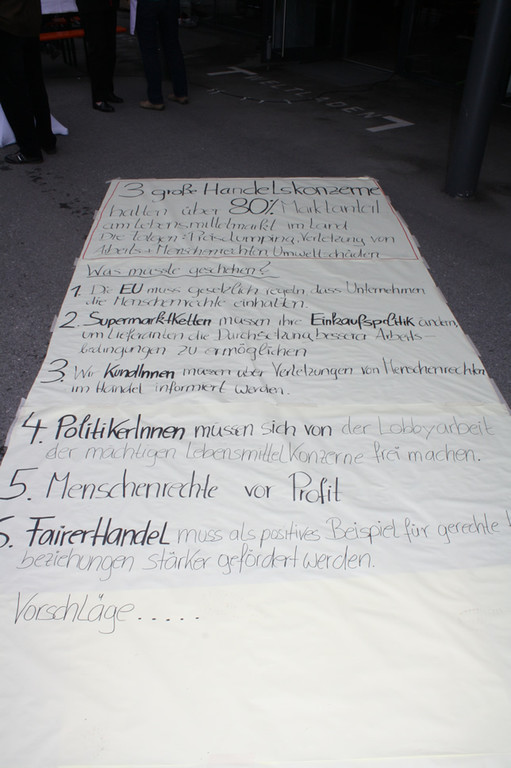 WELTLADEN
3 große Handelskonzerne
halten über 80% Marktanteil
am Lebensmittelmarkt im Land
Die Folgen: Preisdumping, Verletzung von
Arbeits + Menschenrechten Umweltschäden
Was müsste geschehen?
1. Die EU muss gesetzlich regeln dass Unternehmen
die Menschenrechte einhalten.
2. Supermarktketten müssen ihre Einkaufspolitik ändern,
um Lieferanten die Durchsetzung besserer Arbeits-
bedingungen zu ermöglichen
3. Wir KundInnen müssen über Verletzungen von Menschenrechten
im Handel informiert werden.
4. PolitikerInnen müssen sich von der Lobbyarbeit
der mächtigen Lebensmittel Konzerne frei machen.
5. Menschenrechte vor Profit
6. Fairer Handel muss als positives Beispiel für gerechte
beziehungen stärker gefördert werden.
Vorschläge.....